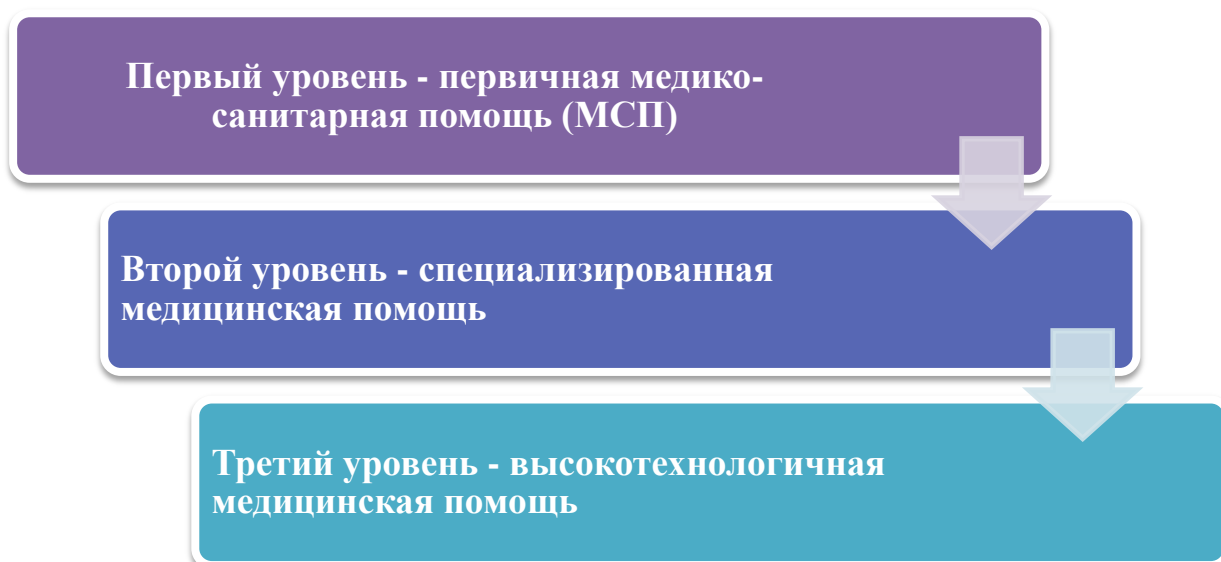 Первый уровень - первичная медико-
санитарная помощь (МСП)
Второй уровень - специализированная
медицинская помощь
Третий уровень - высокотехнологичная
медицинская помощь